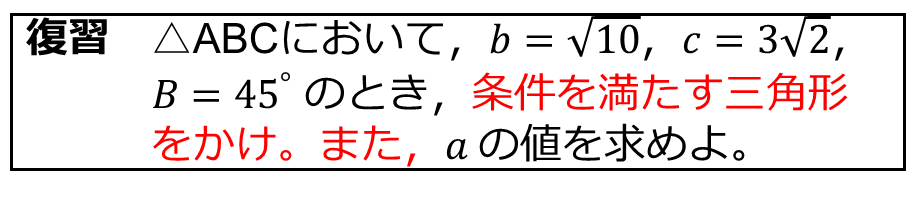 復習 △ABCにおいて，b = √10，c = 3√2，
B = 45° のとき，条件を満たす三角形
をかけ。また，a の値を求めよ。